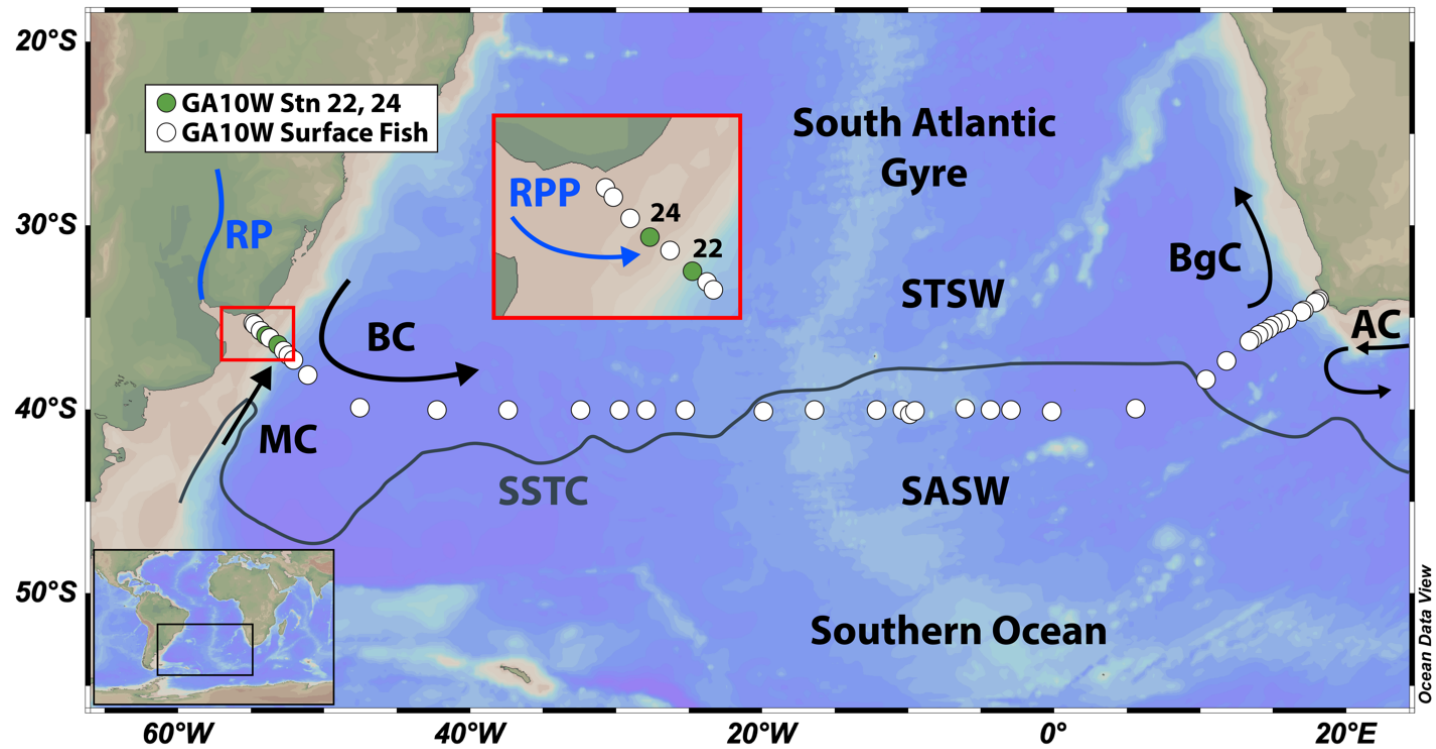 20°S
30°S
40°S
50°S
GA10W Stn 22, 24
GA10W Surface Fish
RP
RPP
24
22
South Atlantic
Gyre
STSW
BgC
AC
BC
MC
SSTC
SASW
Southern Ocean
60°W
40°W
20°W
0°
20°E
Ocean Data View